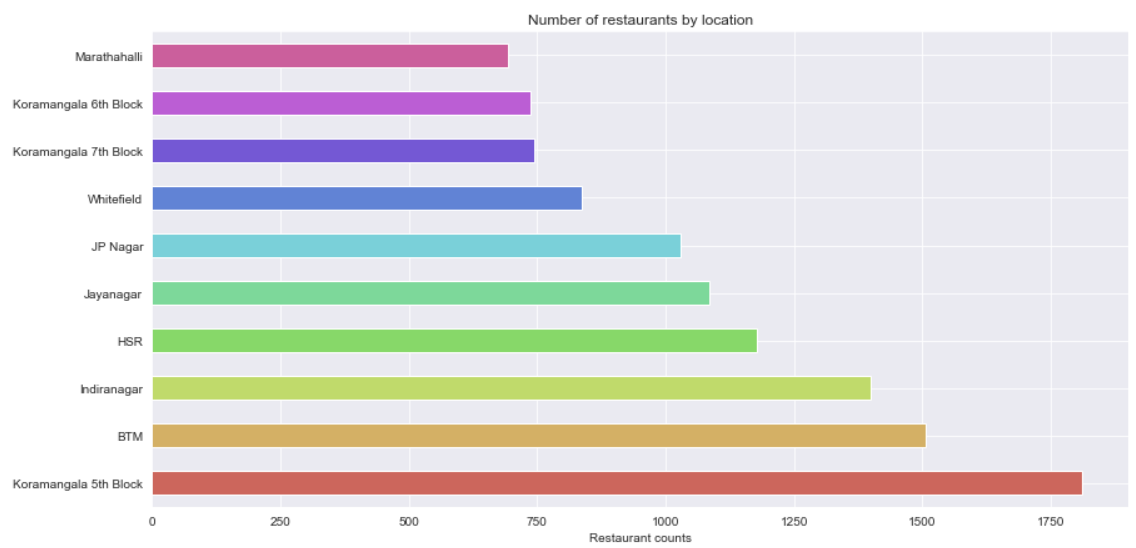 Number of restaurants by location
Marathahalli
Koramangala 6th Block
Koramangala 7th Block
Whitefield
JP Nagar
Jayanagar
HSR
Indiranagar
BTM
Koramangala 5th Block
0 250 500 750 1000 1250 1500 1750
Restaurant counts